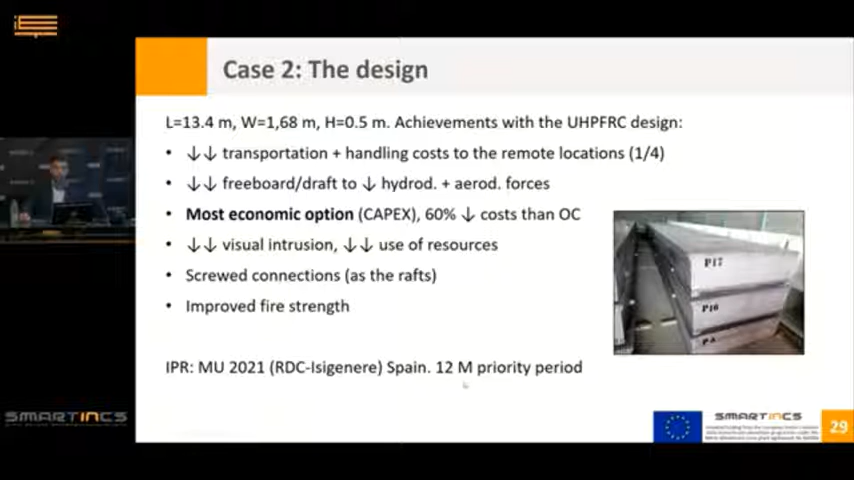 Case 2: The design
L=13.4 m, W=1,68 m, H=0.5 m. Achievements with the UHPFRC design:
• ↓↓ transportation + handling costs to the remote locations (1/4)
• ↓↓ freeboard/draft to ↓ hydrod. + aerod. forces
• Most economic option (CAPEX), 60% ↓ costs than OC
• ↓↓ visual intrusion, ↓↓ use of resources
• Screwed connections (as the rafts)
• Improved fire strength
P17
P16
IPR: MU 2021 (RDC-Isigenere) Spain. 12 M priority period
SMARTINCS
SMARTINCS
29